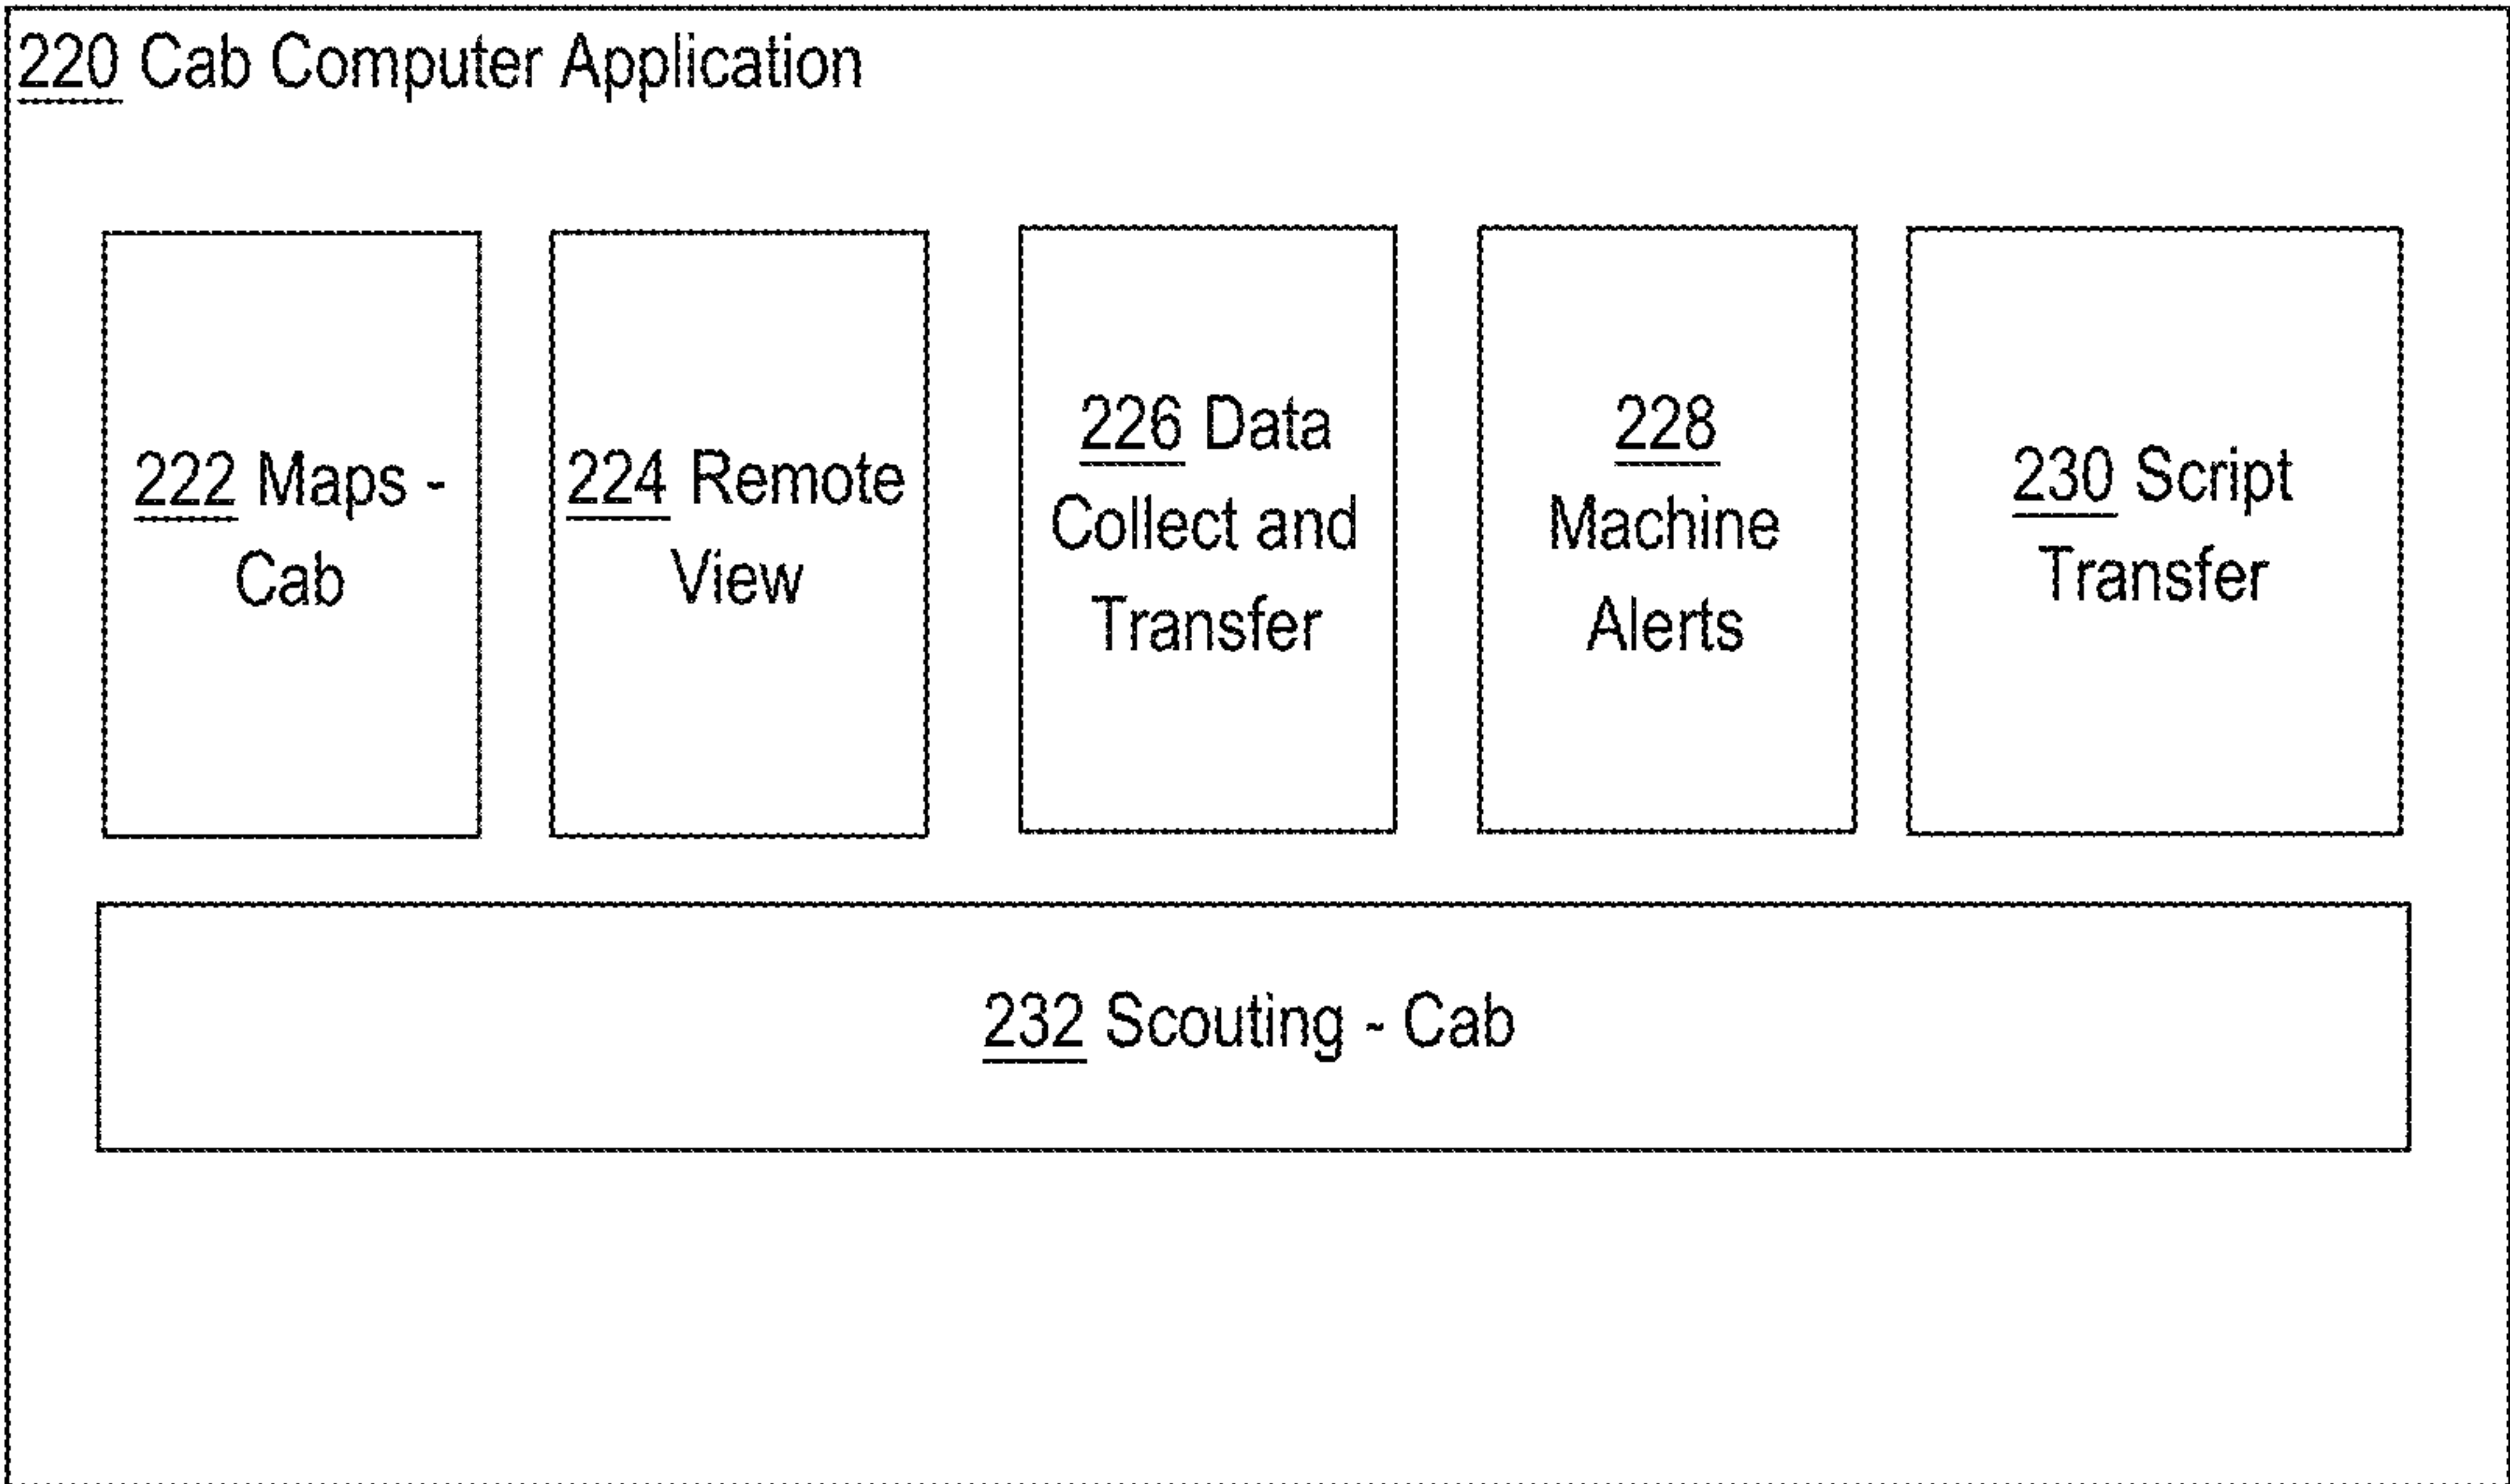 220 Cab Computer Application
222 Maps -
Cab
224 Remote
View
226 Data
Collect and
Transfer
228
Machine
Alerts
230 Script
Transfer
232 Scouting - Cab